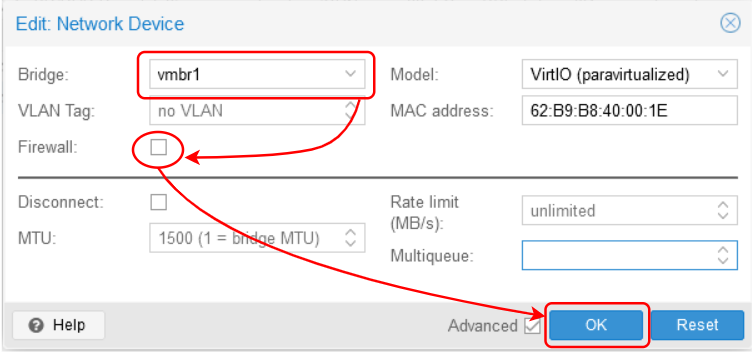 Edit: Network Device
Bridge: vmbr1 Model: VirtIO (paravirtualized)
VLAN Tag: no VLAN MAC address: 62:B9:B8:40:00:1E
Firewall:
Disconnect: Rate limit
(MB/s): unlimited
MTU: 1500 (1 = bridge MTU)
Multiqueue:
Help Advanced OK Reset